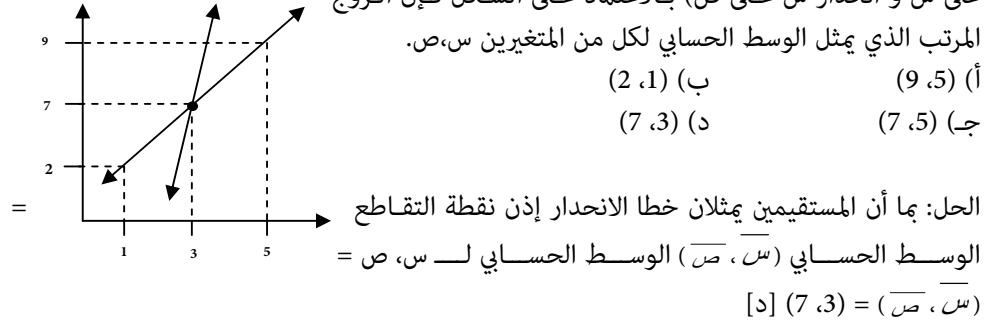 على س و انحدار س على ص) بالاعتماد على الشكل فإن الزوج
المرتب الذي يمثل الوسط الحسابي لكل من المتغيرين س،ص.
أ) (5، 9) ب) (1، 2)
جـ) (5، 7) د) (3، 7)
9
7
2
1 3 5
الحل: بما أن المستقيمين يمثلان خطا الانحدار إذن نقطة التقاطع =
الوسط الحسابي (س، ص) الوسط الحسابي لـ س، ص =
(س، ص) = (3، 7) [د]